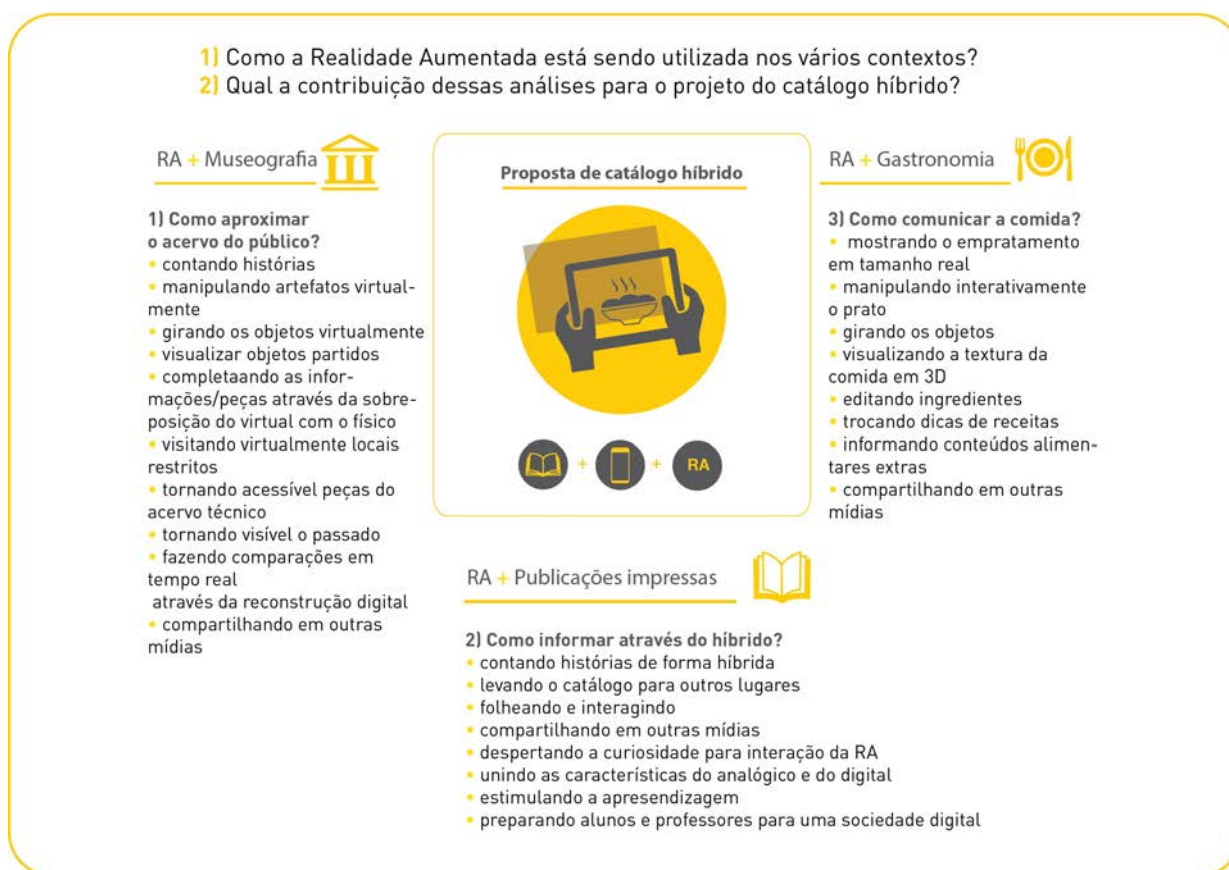 1) Como a Realidade Aumentada está sendo utilizada nos vários contextos?
2) Qual a contribuição dessas análises para o projeto do catálogo híbrido?
RA + Museografia
1) Como aproximar
o acervo do público?
• contando histórias
• manipulando artefatos virtual-
mente
• girando os objetos virtualmente
• visualizar objetos partidos
• completaando as infor-
mações/peças através da sobre-
posição do virtual com o físico
• visitando virtualmente locais
restritos
• tornando acessível peças do
acervo técnico
• tornando visível o passado
• fazendo comparações em
tempo real
através da reconstrução digital
• compartilhando em outras
mídias
Proposta de catálogo híbrido
+ + RA
RA + Gastronomia
3) Como comunicar a comida?
• mostrando o empratamento
em tamanho real
• manipulando interativamente
o prato
• girando os objetos
• visualizando a textura da
comida em 3D
• editando ingredientes
• trocando dicas de receitas
• informando conteúdos alimen-
tares extras
• compartilhando em outras
mídias
RA + Publicações impressas
2) Como informar através do híbrido?
• contando histórias de forma híbrida
• levando o catálogo para outros lugares
• folheando e interagindo
• compartilhando em outras mídias
• despertando a curiosidade para interação da RA
• unindo as características do analógico e do digital
• estimulando a apresendizagem
• preparando alunos e professores para uma sociedade digital